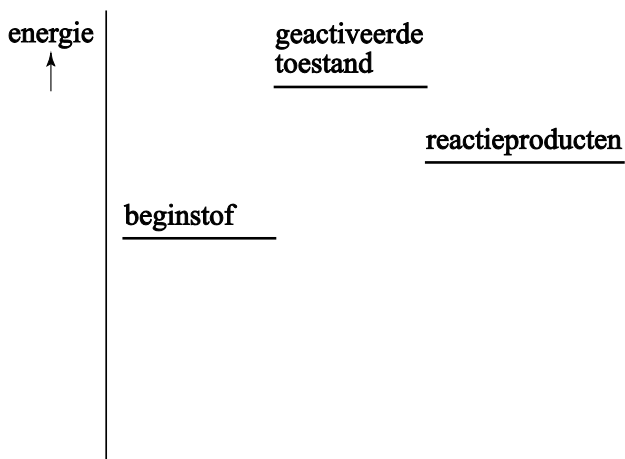 energie
geactiveerde
toestand
reactieproducten
beginstof